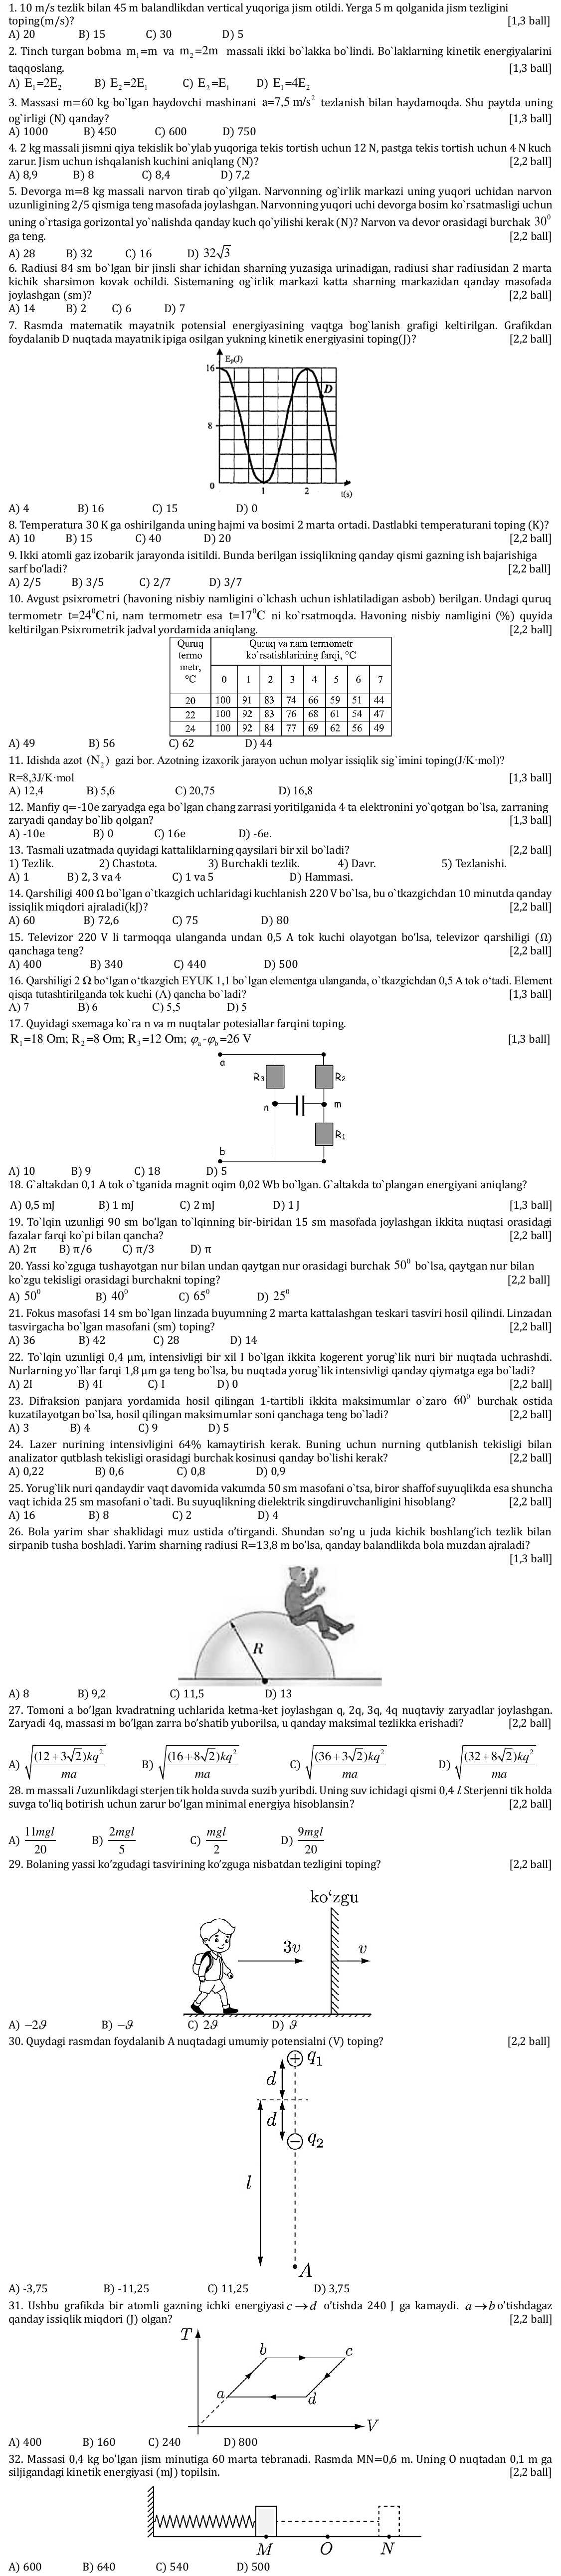 1. 10 m/s tezlik bilan 45 m balandlikdan vertical yuqoriga jism otildi. Yerga 5 m qolganida jism tezligini
toping(m/s)? [1,3 ball]
A) 20 B) 15 C) 30 D) 5
2. Tinch turgan bobma m₁=m va m₂=2m massali ikki bo`lakka bo`lindi. Bo`laklarning kinetik energiyalarini
taqqoslang. [1,3 ball]
A) E₁=2E₂ B) E₂=2E₁ C) E₂=E₁ D) E₁=4E₂
3. Massasi m=60 kg bo`lgan haydovchi mashinani a=7,5 m/s² tezlanish bilan haydamoqda. Shu paytda uning
og`irligi (N) qanday? [1,3 ball]
A) 1000 B) 450 C) 600 D) 750
4. 2 kg massali jismni qiya tekislik bo`ylab yuqoriga tekis tortish uchun 12 N, pastga tekis tortish uchun 4 N kuch
zarur. Jism uchun ishqalanish kuchini aniqlang (N)? [2,2 ball]
A) 8,9 B) 8 C) 8,4 D) 7,2
5. Devorga m=8 kg massali narvon tirab qo`yilgan. Narvonning og`irlik markazi uning yuqori uchidan narvon
uzunligining 2/5 qismiga teng masofada joylashgan. Narvonning yuqori uchi devorga bosim ko`rsatmasligi uchun
uning o`rtasiga gorizontal yo`nalishda qanday kuch qo`yilishi kerak (N)? Narvon va devor orasidagi burchak 30⁰
ga teng. [2,2 ball]
A) 28 B) 32 C) 16 D) 32√3
6. Radiusi 84 sm bo`lgan bir jinsli shar ichidan sharning yuzasiga urinadigan, radiusi shar radiusidan 2 marta
kichik sharsimon kovak ochildi. Sistemaning og`irlik markazi katta sharning markazidan qanday masofada
joylashgan (sm)? [2,2 ball]
A) 14 B) 2 C) 6 D) 7
7. Rasmda matematik mayatnik potensial energiyasining vaqtga bog`lanish grafigi keltirilgan. Grafikdan
foydalanib D nuqtada mayatnik ipiga osilgan yukning kinetik energiyasini toping(J)? [2,2 ball]
Eₚ(J)
16
D
8
0
1 2
t(s)
A) 4 B) 16 C) 15 D) 0
8. Temperatura 30 K ga oshirilganda uning hajmi va bosimi 2 marta ortadi. Dastlabki temperaturani toping (K)?
A) 10 B) 15 C) 40 D) 20 [2,2 ball]
9. Ikki atomli gaz izobarik jarayonda isitildi. Bunda berilgan issiqlikning qanday qismi gazning ish bajarishiga
sarf bo'ladi? [2,2 ball]
A) 2/5 B) 3/5 C) 2/7 D) 3/7
10. Avgust psixrometri (havoning nisbiy namligini o`lchash uchun ishlatiladigan asbob) berilgan. Undagi quruq
termometr t=24⁰C ni, nam termometr esa t=17⁰C ni ko`rsatmoqda. Havoning nisbiy namligini (%) quyida
keltirilgan Psixrometrik jadval yordamida aniqlang. [2,2 ball]
Quruq termo metr, °C Quruq va nam termometr ko`rsatishlarining farqi, °C
0 1 2 3 4 5 6 7
20 100 91 83 74 66 59 51 44
22 100 92 83 76 68 61 54 47
24 100 92 84 77 69 62 56 49
A) 49 B) 56 C) 62 D) 44
11. Idishda azot (N₂) gazi bor. Azotning izaxorik jarayon uchun molyar issiqlik sig`imini toping(J/K·mol)?
R=8,3J/K·mol [1,3 ball]
A) 12,4 B) 5,6 C) 20,75 D) 16,8
12. Manfiy q=-10e zaryadga ega bo`lgan chang zarrasi yoritilganida 4 ta elektronini yo`qotgan bo`lsa, zarraning
zaryadi qanday bo`lib qolgan? [1,3 ball]
A) -10e B) 0 C) 16e D) -6e.
13. Tasmali uzatmada quyidagi kattaliklarning qaysilari bir xil bo`ladi? [2,2 ball]
1) Tezlik. 2) Chastota. 3) Burchakli tezlik. 4) Davr. 5) Tezlanishi.
A) 1 B) 2, 3 va 4 C) 1 va 5 D) Hammasi.
14. Qarshiligi 400 Ω bo`lgan o`tkazgich uchlaridagi kuchlanish 220 V bo`lsa, bu o`tkazgichdan 10 minutda qanday
issiqlik miqdori ajraladi(kJ)? [2,2 ball]
A) 60 B) 72,6 C) 75 D) 80
15. Televizor 220 V li tarmoqqa ulanganda undan 0,5 A tok kuchi olayotgan bo'lsa, televizor qarshiligi (Ω)
qanchaga teng? [2,2 ball]
A) 400 B) 340 C) 440 D) 500
16. Qarshiligi 2 Ω bo‘lgan o‘tkazgich EYUK 1,1 bo`lgan elementga ulanganda, o`tkazgichdan 0,5 A tok o‘tadi. Element
qisqa tutashtirilganda tok kuchi (A) qancha bo`ladi? [1,3 ball]
A) 7 B) 6 C) 5,5 D) 5
17. Quyidagi sxemaga ko`ra n va m nuqtalar potesiallar farqini toping.
R₁=18 Om; R₂=8 Om; R₃=12 Om; φₐ-φ_b=26 V [1,3 ball]
a
R₃ R₂
n m
R₁
b
A) 10 B) 9 C) 18 D) 5
18. G`altakdan 0,1 A tok o`tganida magnit oqim 0,02 Wb bo`lgan. G`altakda to`plangan energiyani aniqlang?
A) 0,5 mJ B) 1 mJ C) 2 mJ D) 1 J [1,3 ball]
19. To`lqin uzunligi 90 sm bo‘lgan to`lqinning bir-biridan 15 sm masofada joylashgan ikkita nuqtasi orasidagi
fazalar farqi ko`pi bilan qancha? [2,2 ball]
A) 2π B) π/6 C) π/3 D) π
20. Yassi ko`zguga tushayotgan nur bilan undan qaytgan nur orasidagi burchak 50⁰ bo`lsa, qaytgan nur bilan
ko`zgu tekisligi orasidagi burchakni toping? [2,2 ball]
A) 50⁰ B) 40⁰ C) 65⁰ D) 25⁰
21. Fokus masofasi 14 sm bo`lgan linzada buyumning 2 marta kattalashgan teskari tasviri hosil qilindi. Linzadan
tasvirgacha bo`lgan masofani (sm) toping? [2,2 ball]
A) 36 B) 42 C) 28 D) 14
22. To`lqin uzunligi 0,4 μm, intensivligi bir xil I bo`lgan ikkita kogerent yorug`lik nuri bir nuqtada uchrashdi.
Nurlarning yo`llar farqi 1,8 μm ga teng bo`lsa, bu nuqtada yorug`lik intensivligi qanday qiymatga ega bo`ladi?
A) 2I B) 4I C) I D) 0 [2,2 ball]
23. Difraksion panjara yordamida hosil qilingan 1-tartibli ikkita maksimumlar o`zaro 60⁰ burchak ostida
kuzatilayotgan bo`lsa, hosil qilingan maksimumlar soni qanchaga teng bo`ladi? [2,2 ball]
A) 3 B) 4 C) 9 D) 5
24. Lazer nurining intensivligini 64% kamaytirish kerak. Buning uchun nurning qutblanish tekisligi bilan
analizator qutblash tekisligi orasidagi burchak kosinusi qanday bo`lishi kerak? [2,2 ball]
A) 0,22 B) 0,6 C) 0,8 D) 0,9
25. Yorug`lik nuri qandaydir vaqt davomida vakumda 50 sm masofani o`tsa, biror shaffof suyuqlikda esa shuncha
vaqt ichida 25 sm masofani o`tadi. Bu suyuqlikning dielektrik singdiruvchanligini hisoblang? [2,2 ball]
A) 16 B) 8 C) 2 D) 4
26. Bola yarim shar shaklidagi muz ustida o'tirgandi. Shundan so'ng u juda kichik boshlang'ich tezlik bilan
sirpanib tusha boshladi. Yarim sharning radiusi R=13,8 m bo'lsa, qanday balandlikda bola muzdan ajraladi?
[1,3 ball]
R
A) 8 B) 9,2 C) 11,5 D) 13
27. Tomoni a bo'lgan kvadratning uchlarida ketma-ket joylashgan q, 2q, 3q, 4q nuqtaviy zaryadlar joylashgan.
Zaryadi 4q, massasi m bo'lgan zarra bo'shatib yuborilsa, u qanday maksimal tezlikka erishadi? [2,2 ball]
A) √((12+3√2)kq²/ma) B) √((16+8√2)kq²/ma) C) √((36+3√2)kq²/ma) D) √((32+8√2)kq²/ma)
28. m massali l uzunlikdagi sterjen tik holda suvda suzib yuribdi. Uning suv ichidagi qismi 0,4 l. Sterjenni tik holda
suvga to'liq botirish uchun zarur bo'lgan minimal energiya hisoblansin? [2,2 ball]
A) 11mgl/20 B) 2mgl/5 C) mgl/2 D) 9mgl/20
29. Bolaning yassi ko'zgudagi tasvirining ko'zguga nisbatan tezligini toping? [2,2 ball]
ko‘zgu
3v v
A) −2ϑ B) −ϑ C) 2ϑ D) ϑ
30. Quydagi rasmdan foydalanib A nuqtadagi umumiy potensialni (V) toping? [2,2 ball]
q₁
d
d
q₂
l
A
A) -3,75 B) -11,25 C) 11,25 D) 3,75
31. Ushbu grafikda bir atomli gazning ichki energiyasi c→d o'tishda 240 J ga kamaydi. a→b o'tishdagaz
qanday issiqlik miqdori (J) olgan? [2,2 ball]
T
b c
a d
V
A) 400 B) 160 C) 240 D) 800
32. Massasi 0,4 kg bo'lgan jism minutiga 60 marta tebranadi. Rasmda MN=0,6 m. Uning O nuqtadan 0,1 m ga
siljigandagi kinetik energiyasi (mJ) topilsin. [2,2 ball]
M O N
A) 600 B) 640 C) 540 D) 500